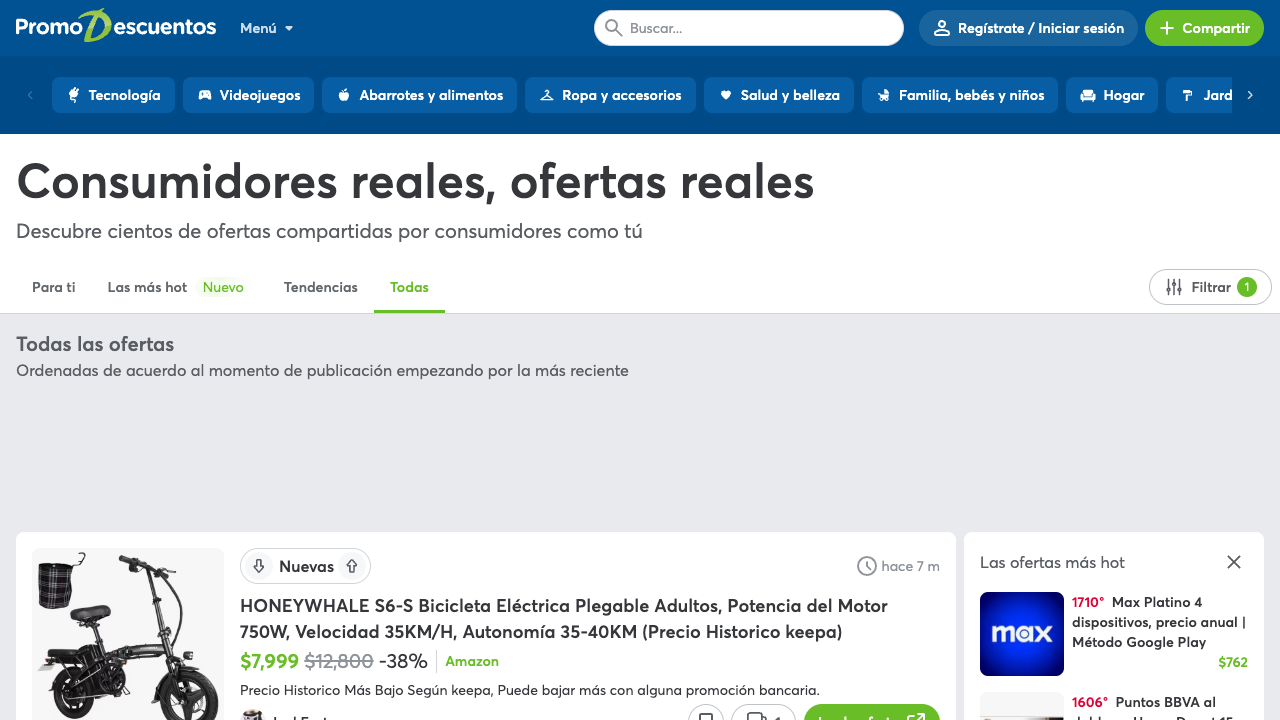 PromoDescuentos
Menú
Buscar...
Regístrate / Iniciar sesión
Compartir
Tecnología
Videojuegos
Abarrotes y alimentos
Ropa y accesorios
Salud y belleza
Familia, bebés y niños
Hogar
Jard
Consumidores reales, ofertas reales
Descubre cientos de ofertas compartidas por consumidores como tú
Para ti
Las más hot Nuevo
Tendencias
Todas
Filtrar 1
Todas las ofertas
Ordenadas de acuerdo al momento de publicación empezando por la más reciente
Nuevas
hace 7 m
HONEYWHALE S6-S Bicicleta Eléctrica Plegable Adultos, Potencia del Motor
750W, Velocidad 35KM/H, Autonomía 35-40KM (Precio Historico keepa)
$7,999 $12,800 -38% Amazon
Precio Historico Más Bajo Según keepa, Puede bajar más con alguna promoción bancaria.
Las ofertas más hot
max
1710° Max Platino 4
dispositivos, precio anual |
Método Google Play
$762
1606° Puntos BBVA al